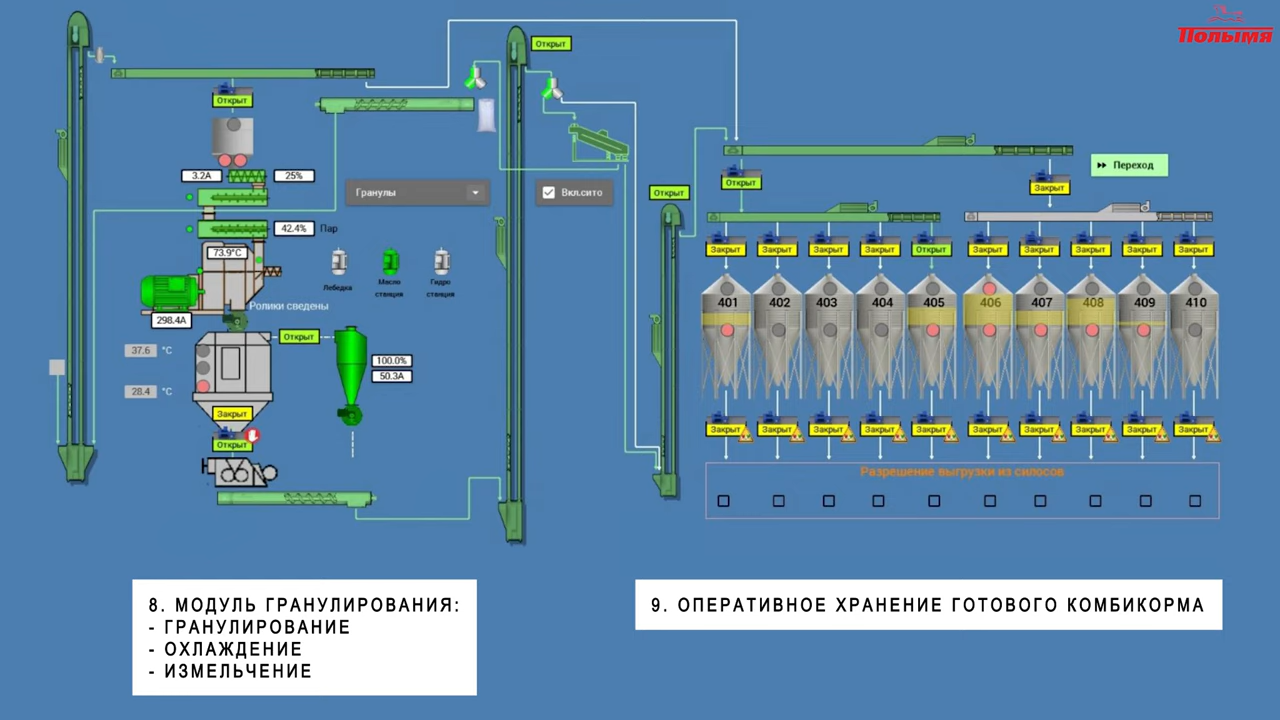 Полымя
Открыт
Открыт
3.2A
25%
42.4%
Пар
73.9°C
298.4A
Ролики сведены
Гранулы
Вкл.сито
Лебедка
Масло
станция
Гидро
станция
37.6 °C
28.4 °C
Открыт
100.0%
50.3A
Закрыт
Открыт
Открыт
Переход
Открыт
Закрыт
Закрыт Закрыт Закрыт Закрыт Открыт Закрыт Закрыт Закрыт Закрыт Закрыт
401 402 403 404 405 406 407 408 409 410
Закрыт Закрыт Закрыт Закрыт Закрыт Закрыт Закрыт Закрыт Закрыт Закрыт
Разрешение выгрузки из силосов
8. МОДУЛЬ ГРАНУЛИРОВАНИЯ:
- ГРАНУЛИРОВАНИЕ
- ОХЛАЖДЕНИЕ
- ИЗМЕЛЬЧЕНИЕ
9. ОПЕРАТИВНОЕ ХРАНЕНИЕ ГОТОВОГО КОМБИКОРМА